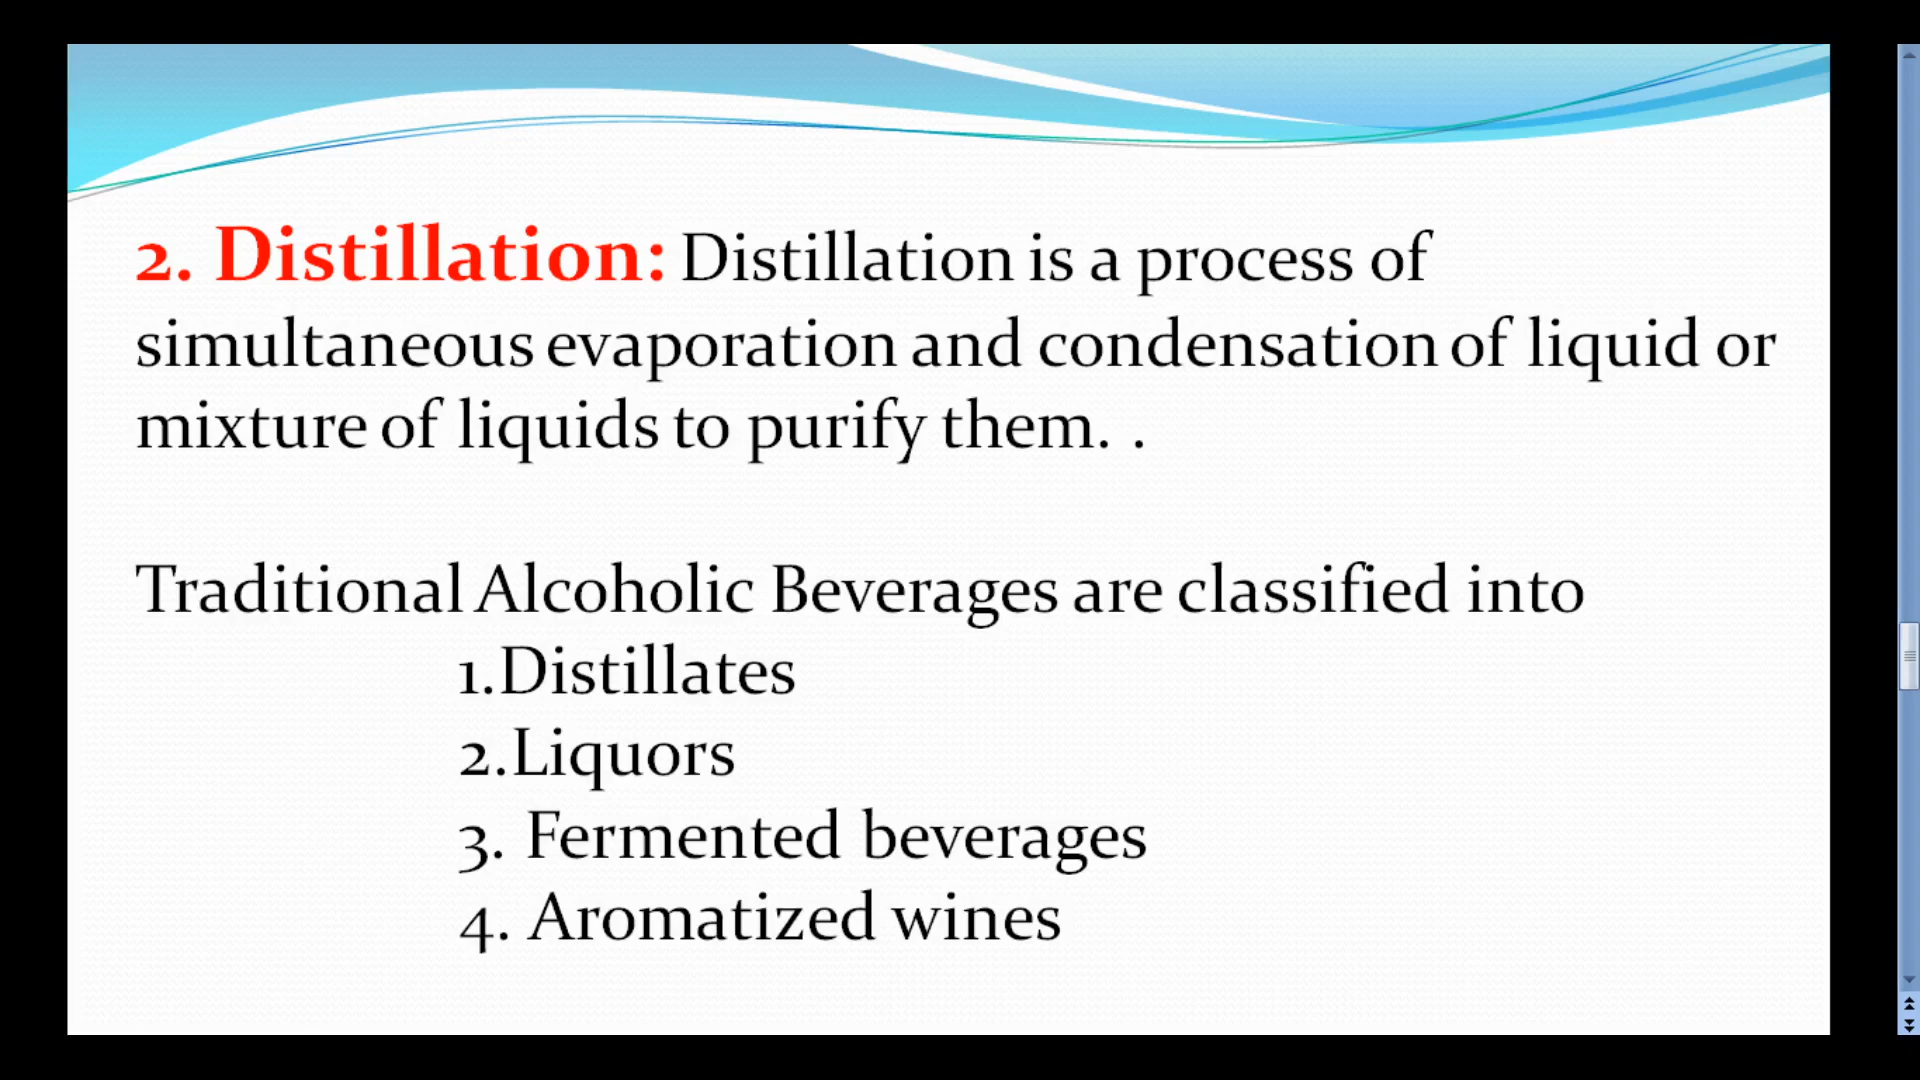 2. Distillation: Distillation is a process of
simultaneous evaporation and condensation of liquid or
mixture of liquids to purify them. .
Traditional Alcoholic Beverages are classified into
1.Distillates
2.Liquors
3. Fermented beverages
4. Aromatized wines